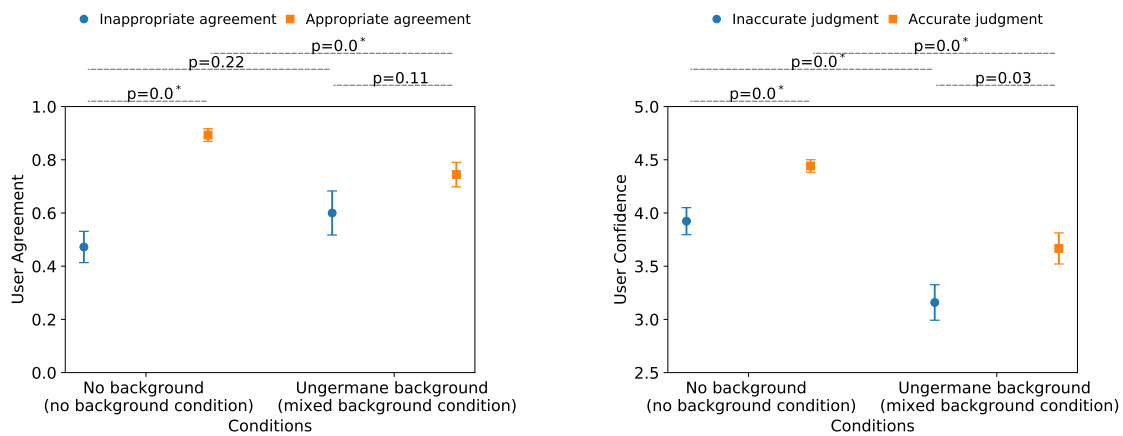 Inappropriate agreement Appropriate agreement
p=0.0*
p=0.22
p=0.11
p=0.0*
1.0
0.8
0.6
0.4
0.2
0.0
User Agreement
No background
(no background condition)
Ungermane background
(mixed background condition)
Conditions
Inaccurate judgment Accurate judgment
p=0.0*
p=0.0*
p=0.03
p=0.0*
5.0
4.5
4.0
3.5
3.0
2.5
User Confidence
No background
(no background condition)
Ungermane background
(mixed background condition)
Conditions